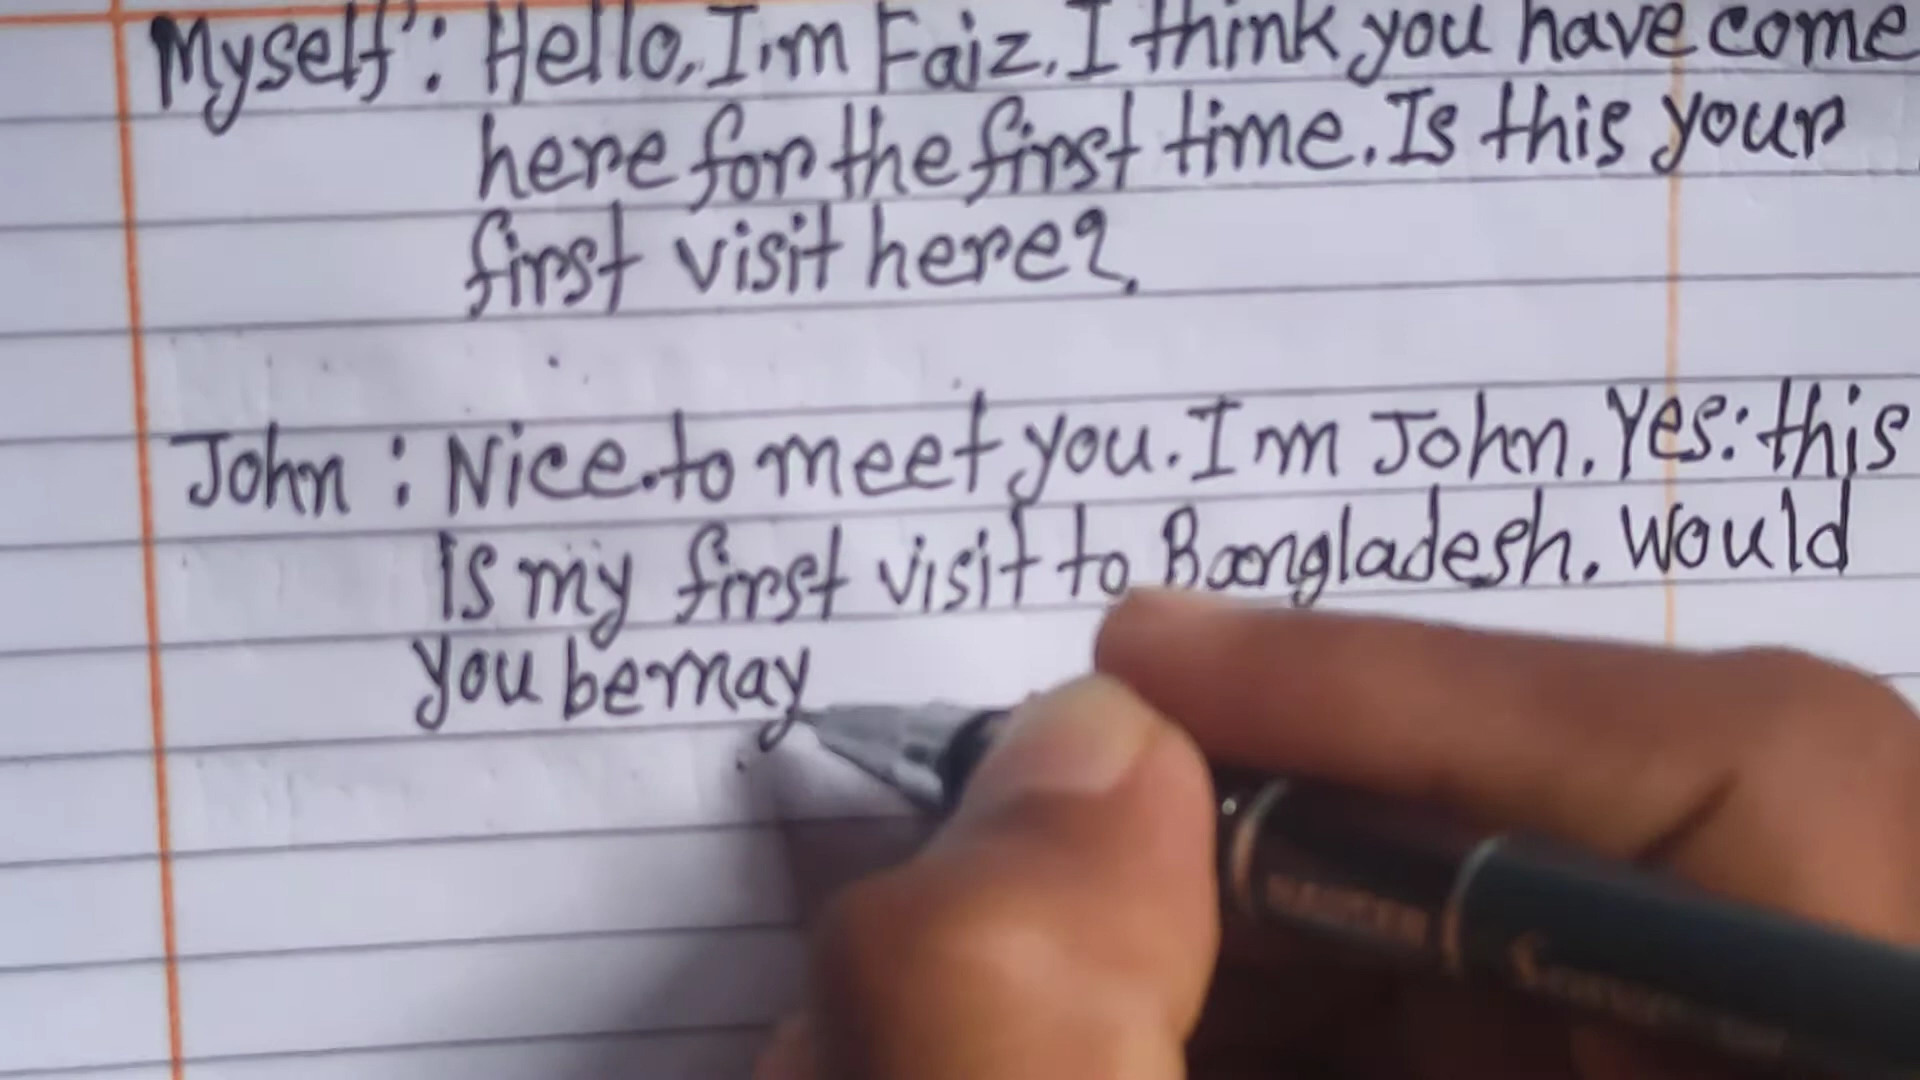 Myself: Hello, I'm Faiz. I think you have come
here for the first time. Is this your
first visit here?
John: Nice to meet you. I'm John. Yes: this
is my first visit to Bangladesh. Would
you be may